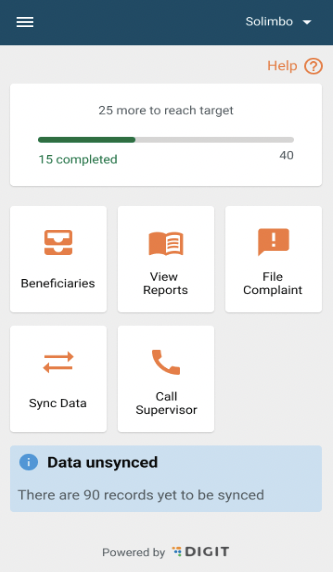 Solimbo
Help
25 more to reach target
15 completed
40
Beneficiaries
View
Reports
File
Complaint
Sync Data
Call
Supervisor
Data unsynced
There are 90 records yet to be synced
Powered by DIGIT